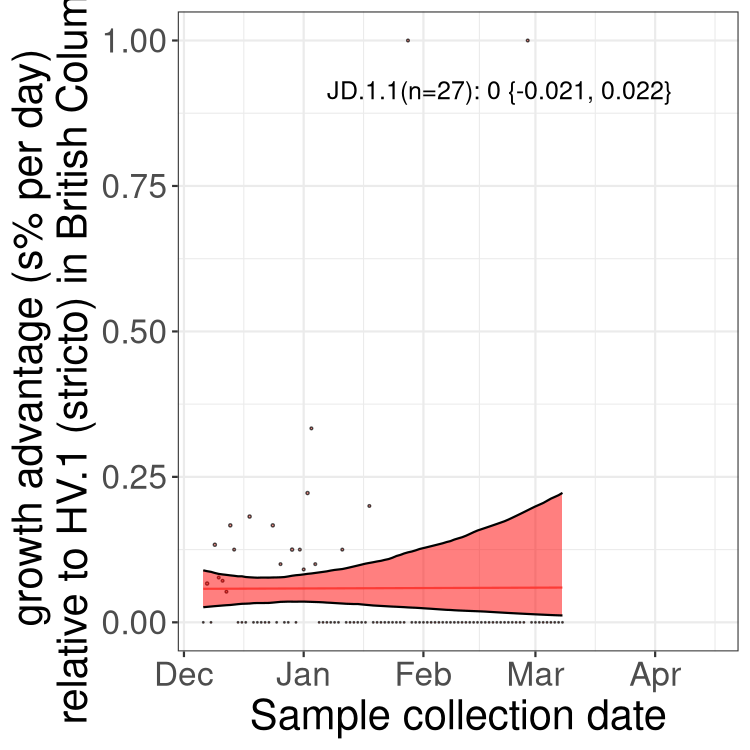 growth advantage (s% per day)
relative to HV.1 (stricto) in British Colum
1.00
0.75
0.50
0.25
0.00
JD.1.1(n=27): 0 {-0.021, 0.022}
Dec Jan Feb Mar Apr
Sample collection date